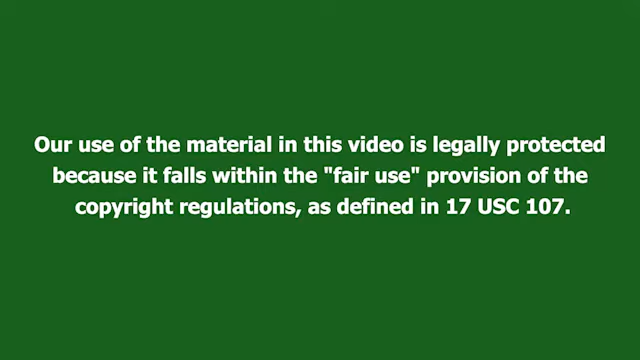 Our use of the material in this video is legally protected
because it falls within the "fair use" provision of the
copyright regulations, as defined in 17 USC 107.